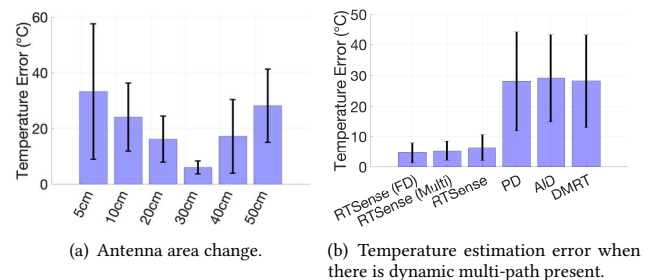 Temperature Error (°C)
60
40
20
0
5cm
10cm
20cm
30cm
40cm
50cm
(a) Antenna area change.
Temperature Error (°C)
50
40
30
20
10
0
RTSense (FD)
RTSense (Multi)
RTSense
PD
AID
DMRT
(b) Temperature estimation error when
there is dynamic multi-path present.